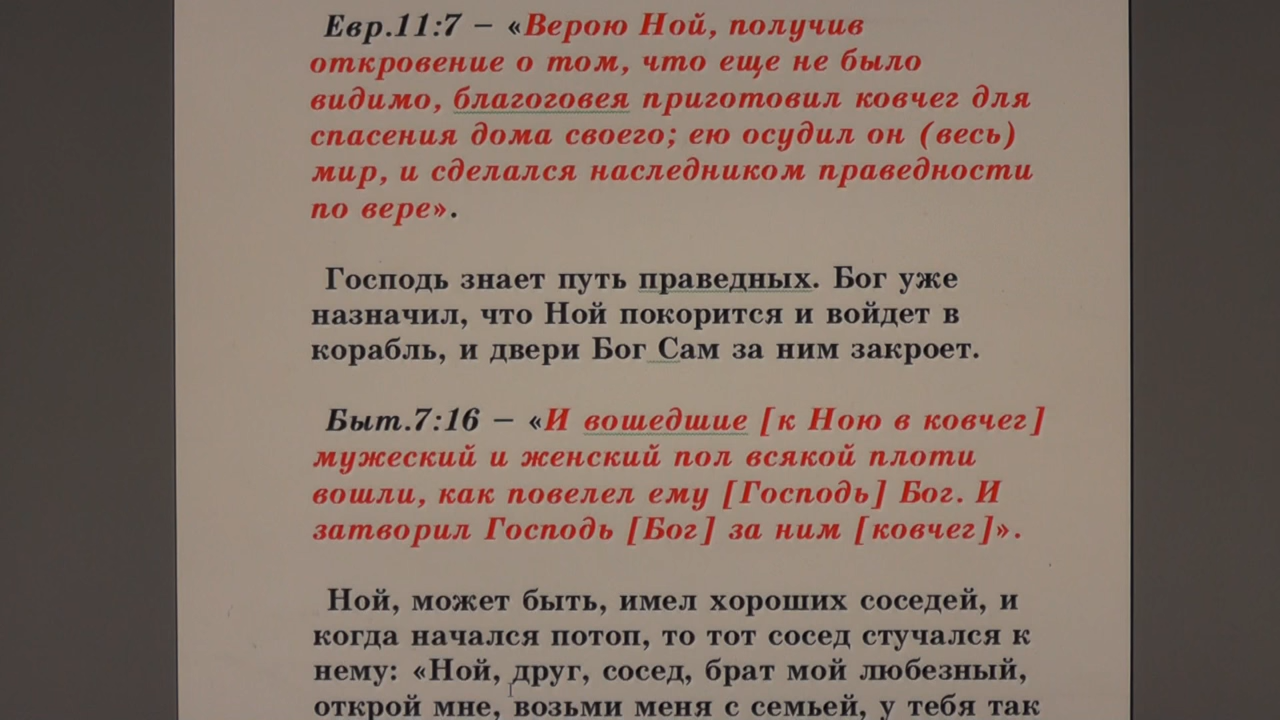 Евр.11:7 – «Верою Ной, получив
откровение о том, что еще не было
видимо, благоговея приготовил ковчег для
спасения дома своего; ею осудил он (весь)
мир, и сделался наследником праведности
по вере».
Господь знает путь праведных. Бог уже
назначил, что Ной покорится и войдет в
корабль, и двери Бог Сам за ним закроет.
Быт.7:16 – «И вошедшие [к Ною в ковчег]
мужеский и женский пол всякой плоти
вошли, как повелел ему [Господь] Бог. И
затворил Господь [Бог] за ним [ковчег]».
Ной, может быть, имел хороших соседей, и
когда начался потоп, то тот сосед стучался к
нему: «Ной, друг, сосед, брат мой любезный,
открой мне, возьми меня с семьей, у тебя так